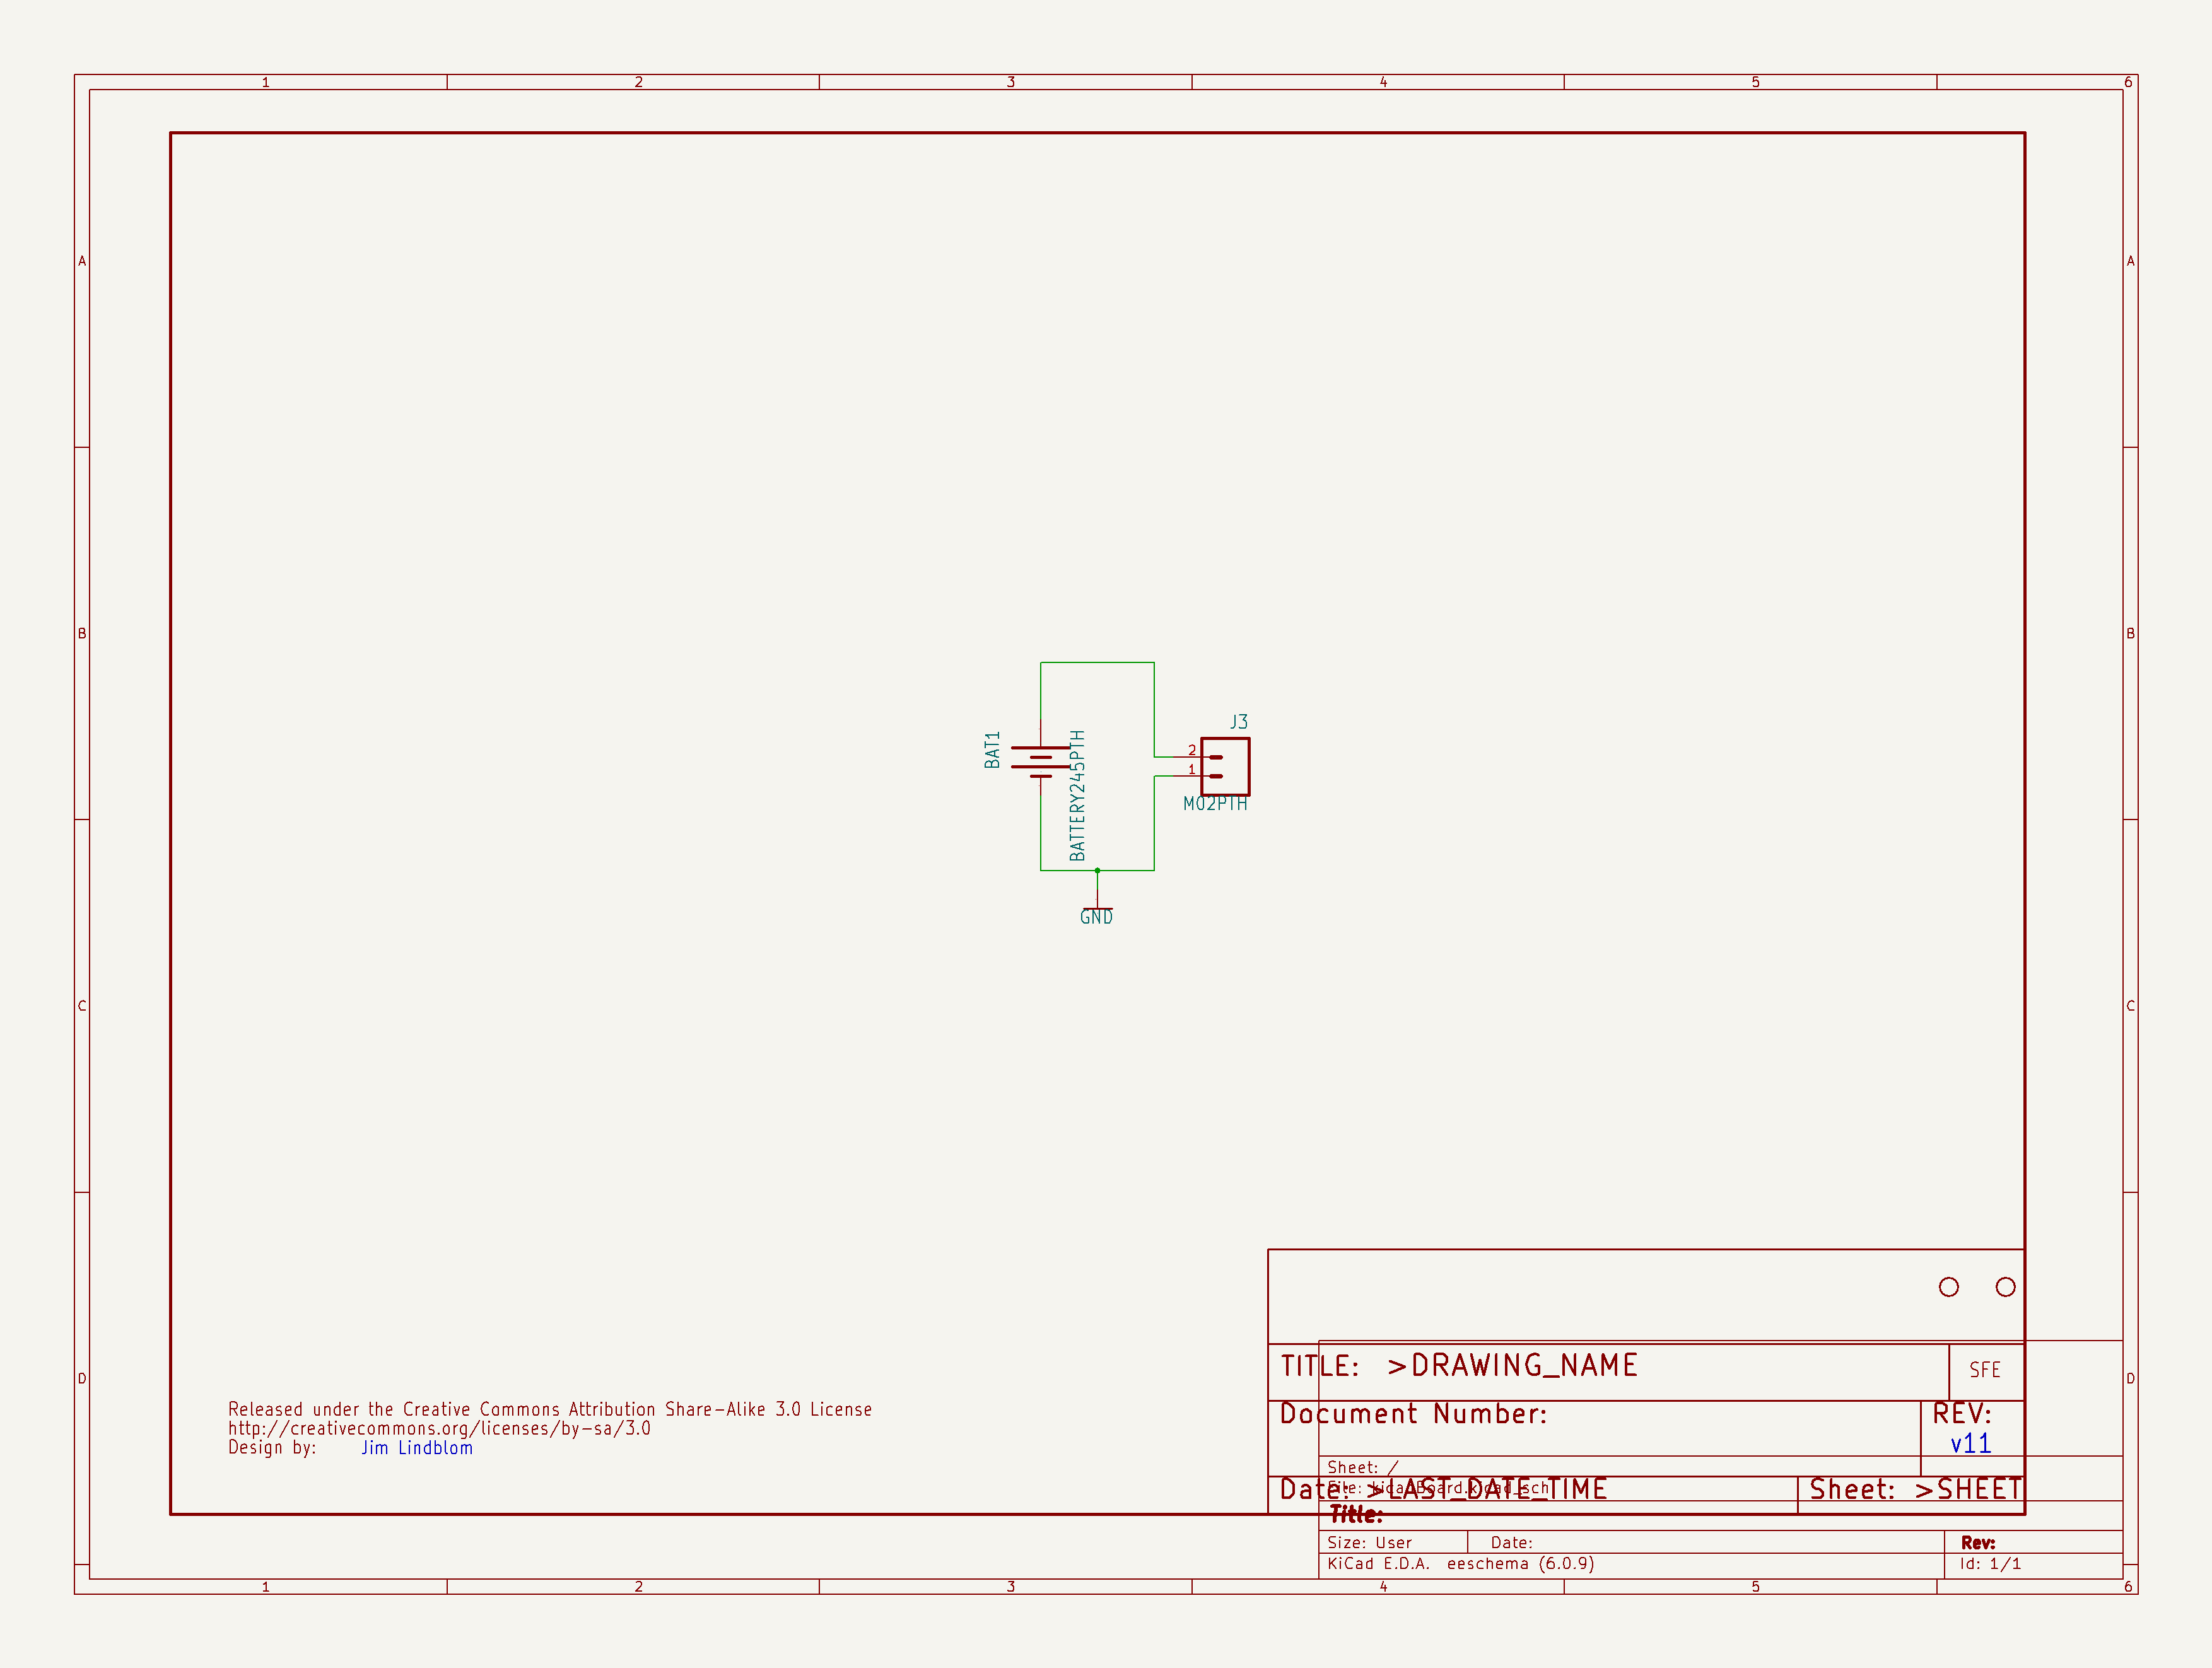 1 2 3 4 5 6
A A
B B
J3
BAT1
BATTERY245PTH
2
1
M02PTH
GND
C C
TITLE: >DRAWING_NAME
SFE
D D
Released under the Creative Commons Attribution Share-Alike 3.0 License
http://creativecommons.org/licenses/by-sa/3.0
Design by: Jim Lindblom
Document Number:
REV:
v11
Sheet: /
File: kicadBoard.kicad_sch
Date: >LAST_DATE_TIME
Sheet: >SHEET
Title:
Size: User Date: Rev:
KiCad E.D.A. eeschema (6.0.9) Id: 1/1
1 2 3 4 5 6